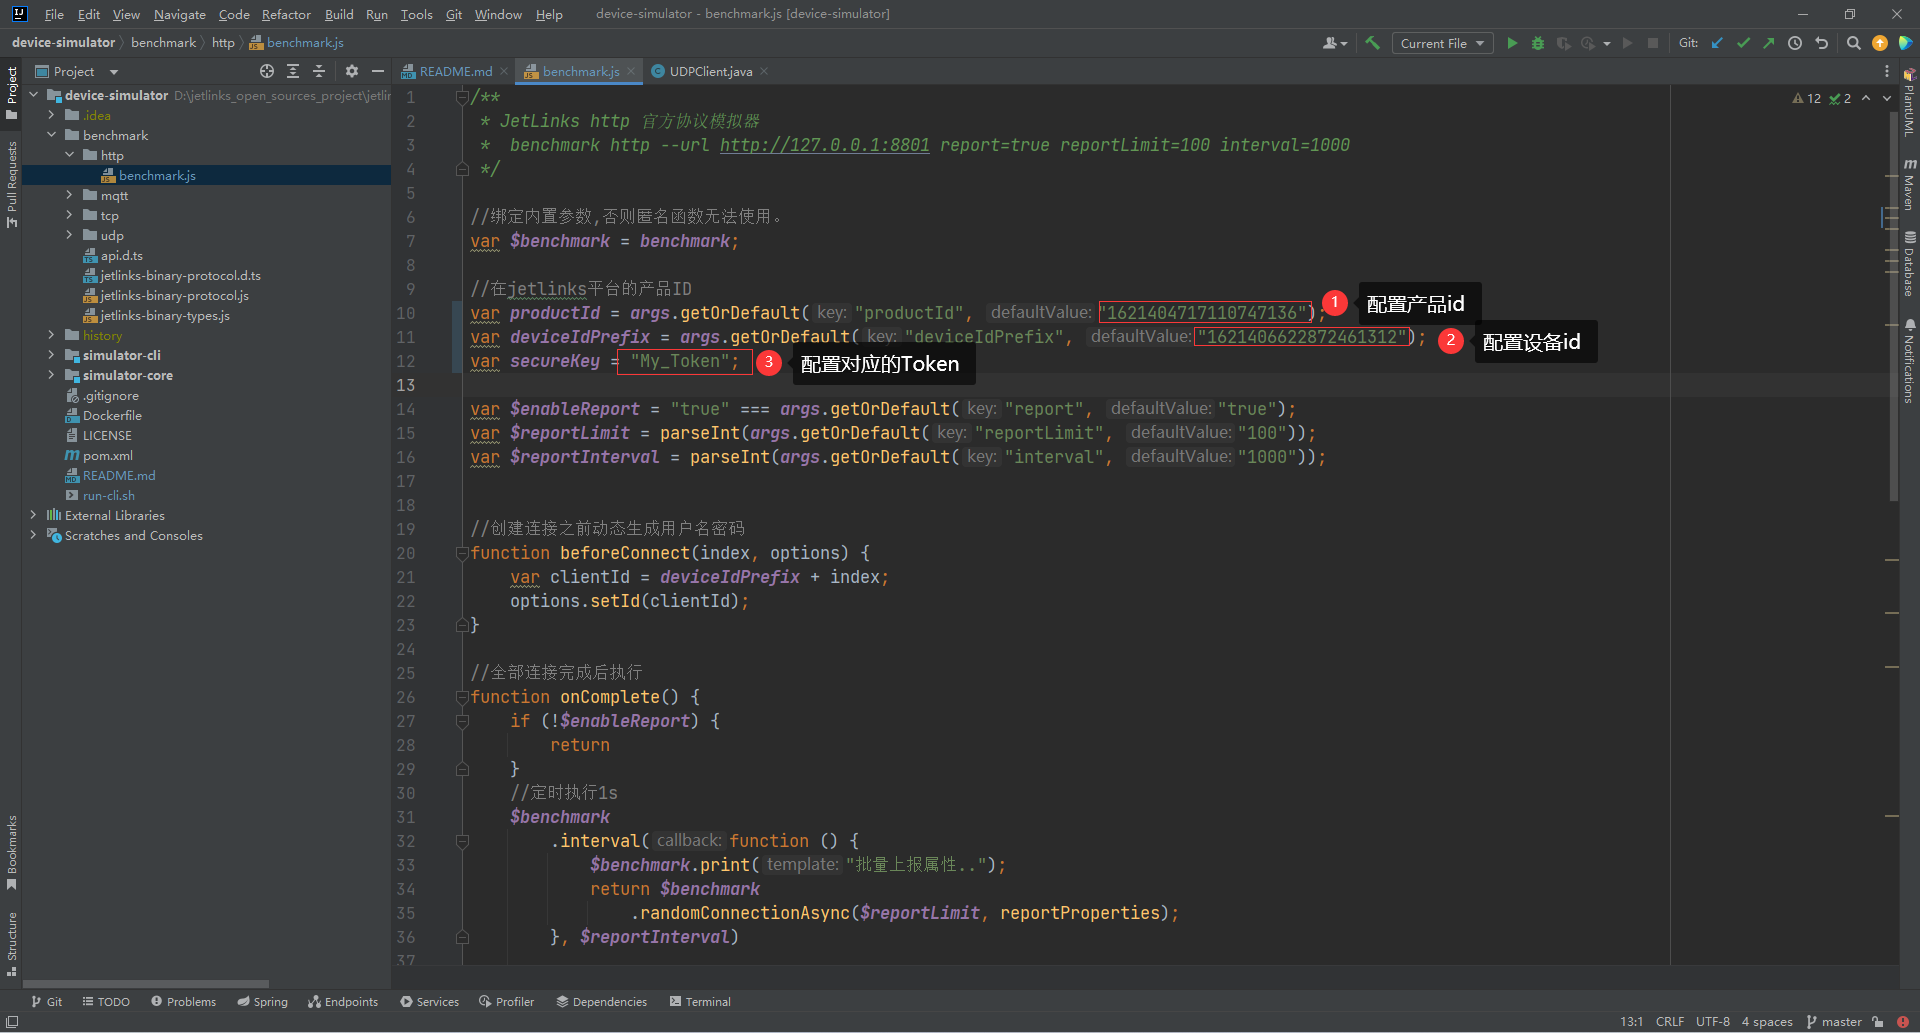 File Edit View Navigate Code Refactor Build Run Tools Git Window Help device-simulator - benchmark.js [device-simulator]
device-simulator benchmark http benchmark.js Current File Git:
Project README.md benchmark.js UDPClient.java
Project
Pull Requests
Bookmarks
Structure
device-simulator D:\jetlinks_open_sources_project\jetlir
.idea
benchmark
http
benchmark.js
mqtt
tcp
udp
api.d.ts
jetlinks-binary-protocol.d.ts
jetlinks-binary-protocol.js
jetlinks-binary-types.js
history
simulator-cli
simulator-core
.gitignore
Dockerfile
LICENSE
pom.xml
README.md
run-cli.sh
External Libraries
Scratches and Consoles
12 2
1 /**
2 * JetLinks http 官方协议模拟器
3 * benchmark http --url http://127.0.0.1:8801 report=true reportLimit=100 interval=1000
4 */
5
6 //绑定内置参数,否则匿名函数无法使用。
7 var $benchmark = benchmark;
8
9 //在jetlinks平台的产品ID
10 var productId = args.getOrDefault( key: "productId", defaultValue: "1621404717110747136"); 1 配置产品id
11 var deviceIdPrefix = args.getOrDefault( key: "deviceIdPrefix", defaultValue: "1621406622872461312"); 2 配置设备id
12 var secureKey = "My_Token"; 3 配置对应的Token
13
14 var $enableReport = "true" === args.getOrDefault( key: "report", defaultValue: "true");
15 var $reportLimit = parseInt(args.getOrDefault( key: "reportLimit", defaultValue: "100"));
16 var $reportInterval = parseInt(args.getOrDefault( key: "interval", defaultValue: "1000"));
17
18
19 //创建连接之前动态生成用户名密码
20 function beforeConnect(index, options) {
21 var clientId = deviceIdPrefix + index;
22 options.setId(clientId);
23 }
24
25 //全部连接完成后执行
26 function onComplete() {
27 if (!$enableReport) {
28 return
29 }
30 //定时执行1s
31 $benchmark
32 .interval( callback: function () {
33 $benchmark.print( template: "批量上报属性..");
34 return $benchmark
35 .randomConnectionAsync($reportLimit, reportProperties);
36 }, $reportInterval)
37
PlantUML
Maven
Database
Notifications
Git TODO Problems Spring Endpoints Services Profiler Dependencies Terminal
13:1 CRLF UTF-8 4 spaces master